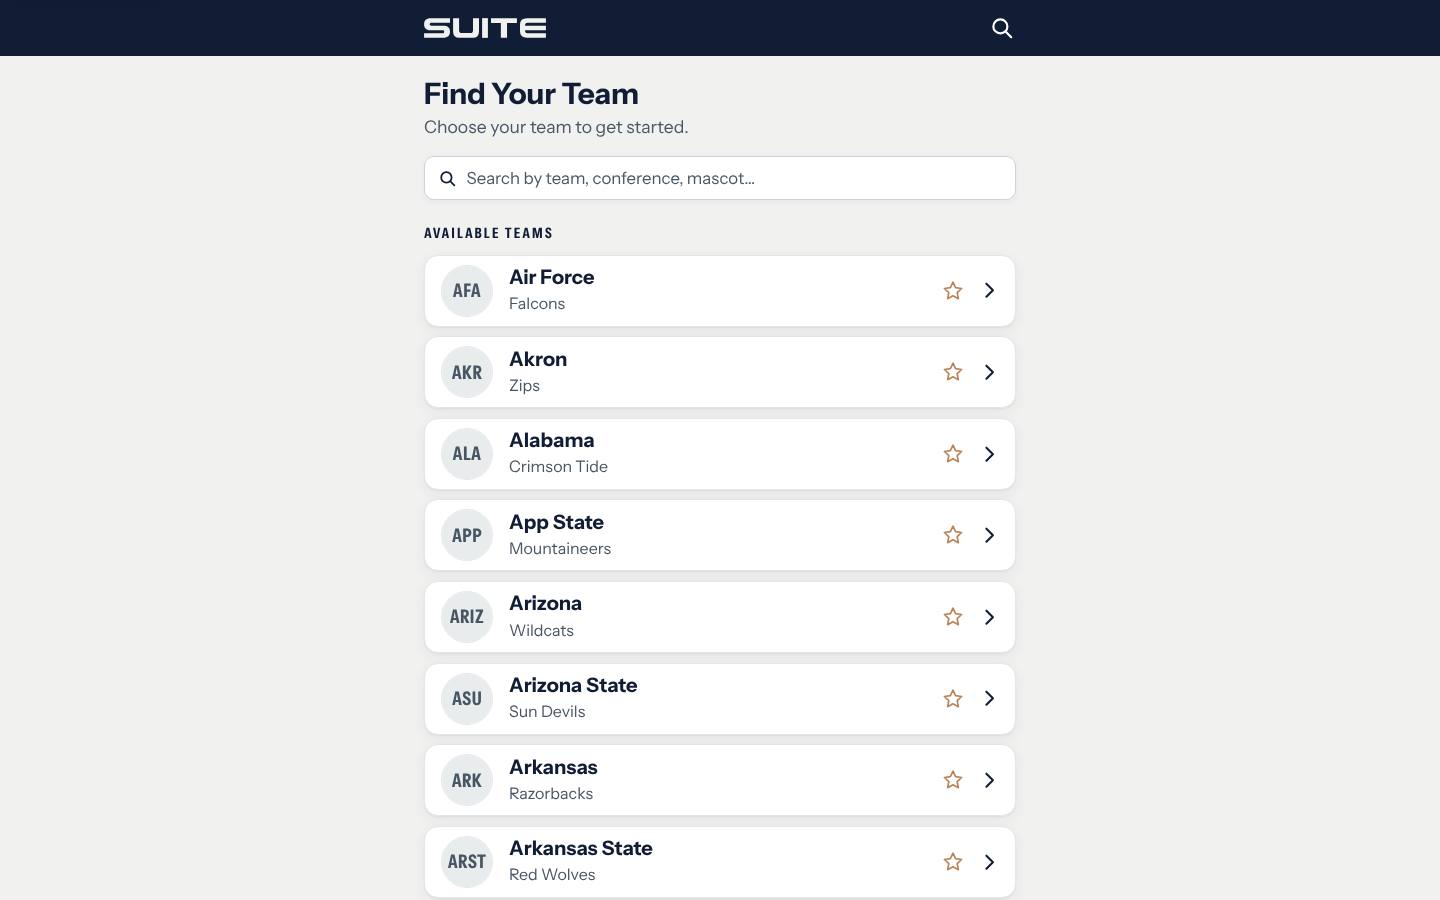 SUITE
Find Your Team
Choose your team to get started.
Search by team, conference, mascot...
AVAILABLE TEAMS
AFA
Air Force
Falcons
AKR
Akron
Zips
ALA
Alabama
Crimson Tide
APP
App State
Mountaineers
ARIZ
Arizona
Wildcats
ASU
Arizona State
Sun Devils
ARK
Arkansas
Razorbacks
ARST
Arkansas State
Red Wolves